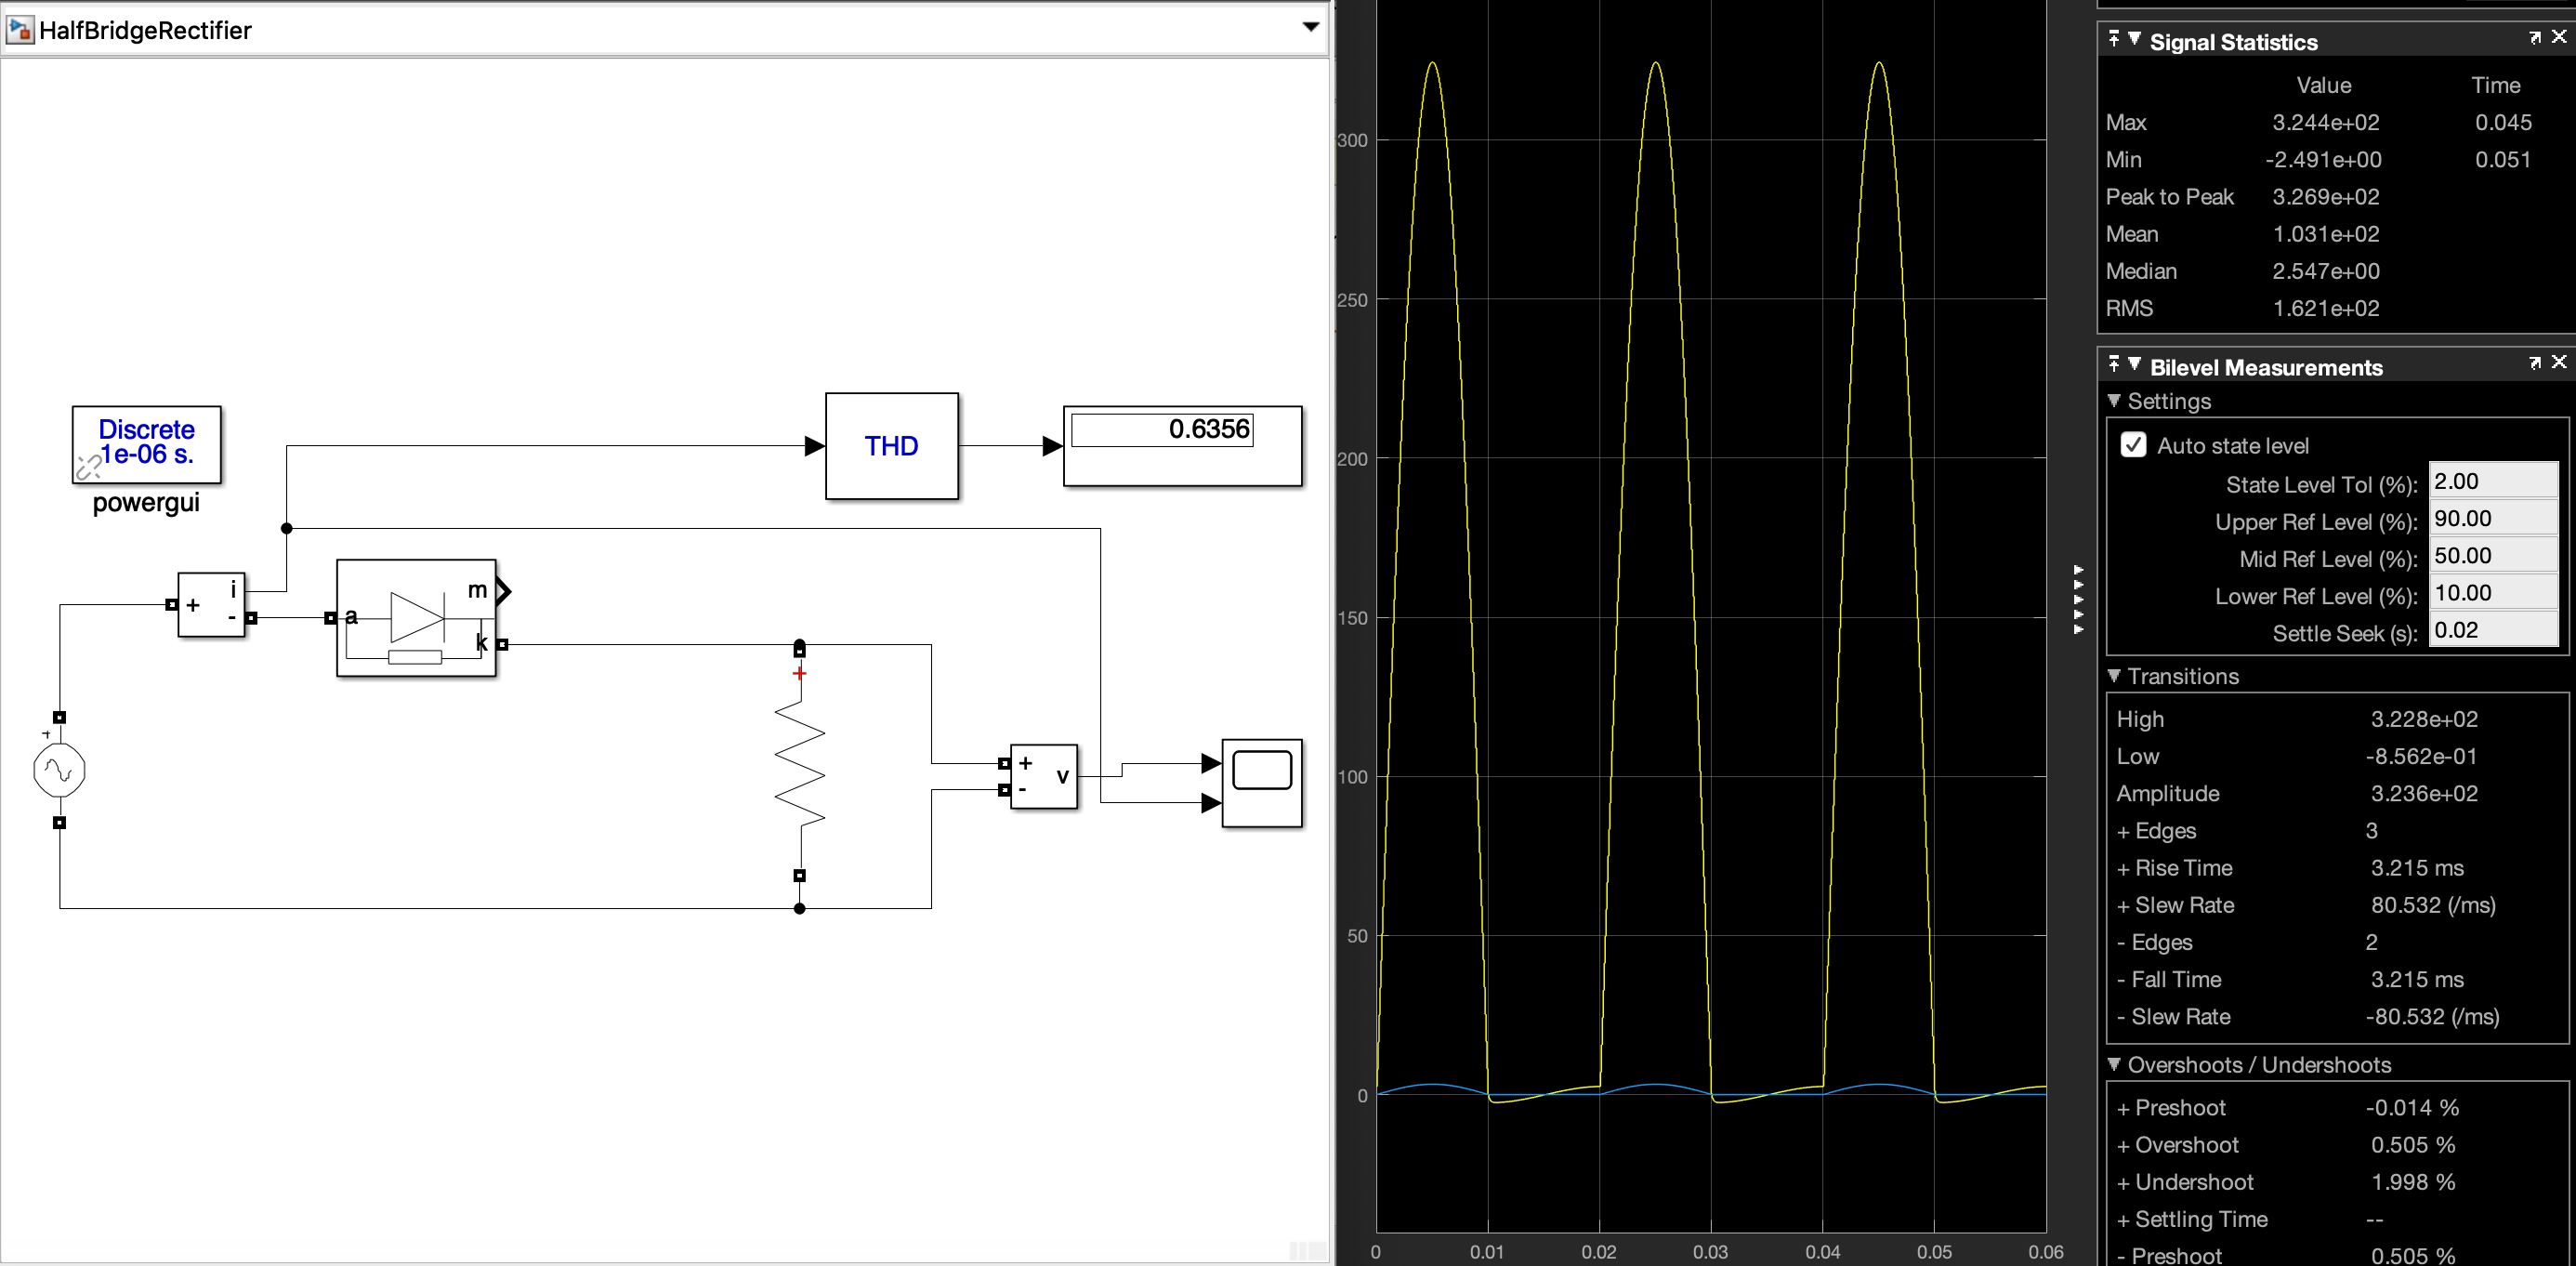 HalfBridgeRectifier
Discrete
1e-06 s.
powergui
THD
0.6356
+
i
-
a
m
k
+
+
+
-
v
300
250
200
150
100
50
0
0 0.01 0.02 0.03 0.04 0.05 0.06
Signal Statistics
Value Time
Max 3.244e+02 0.045
Min -2.491e+00 0.051
Peak to Peak 3.269e+02
Mean 1.031e+02
Median 2.547e+00
RMS 1.621e+02
Bilevel Measurements
Settings
Auto state level
State Level Tol (%): 2.00
Upper Ref Level (%): 90.00
Mid Ref Level (%): 50.00
Lower Ref Level (%): 10.00
Settle Seek (s): 0.02
Transitions
High 3.228e+02
Low -8.562e-01
Amplitude 3.236e+02
+ Edges 3
+ Rise Time 3.215 ms
+ Slew Rate 80.532 (/ms)
- Edges 2
- Fall Time 3.215 ms
- Slew Rate -80.532 (/ms)
Overshoots / Undershoots
+ Preshoot -0.014 %
+ Overshoot 0.505 %
+ Undershoot 1.998 %
+ Settling Time --
- Preshoot 0.505 %